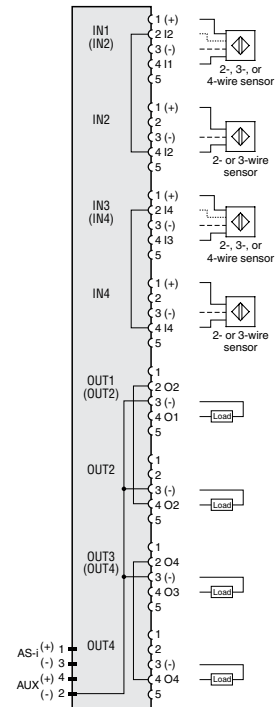 IN1
(IN2)
1 (+)
2 I2
3 (-)
4 I1
5
2-, 3-, or
4-wire sensor
IN2
1 (+)
2
3 (-)
4 I2
5
2- or 3-wire
sensor
IN3
(IN4)
1 (+)
2 I4
3 (-)
4 I3
5
2-, 3-, or
4-wire sensor
IN4
1 (+)
2
3 (-)
4 I4
5
2- or 3-wire
sensor
OUT1
(OUT2)
1
2 O2
3 (-)
4 O1
5
Load
OUT2
1
2
3 (-)
4 O2
5
Load
OUT3
(OUT4)
1
2 O4
3 (-)
4 O3
5
Load
OUT4
1
2
3 (-)
4 O4
5
Load
AS-i (+) 1
(-) 3
AUX (+) 4
(-) 2